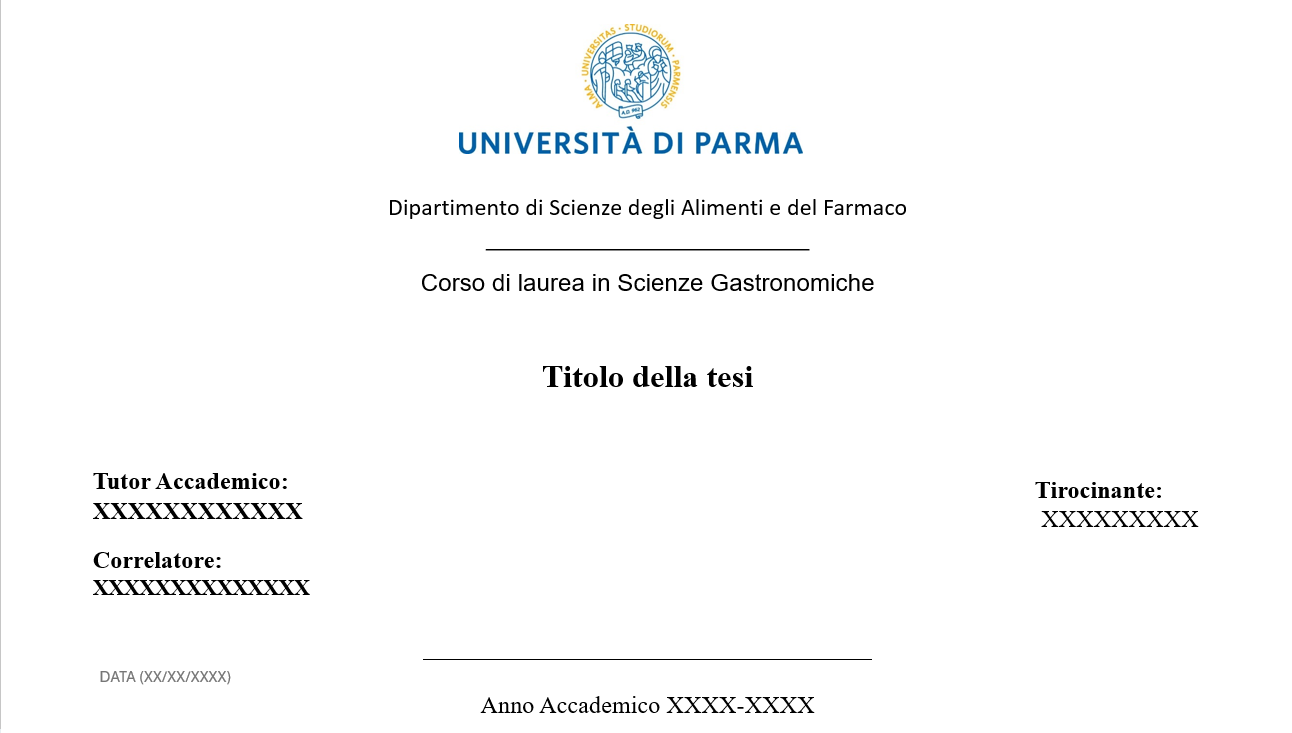 ALMA · UNIVERSITAS · STUDIORUM · PARMENSIS
A.D. 962
UNIVERSITÀ DI PARMA
Dipartimento di Scienze degli Alimenti e del Farmaco
Corso di laurea in Scienze Gastronomiche
Titolo della tesi
Tutor Accademico:
XXXXXXXXXXXX
Correlatore:
XXXXXXXXXXXXXX
Tirocinante:
XXXXXXXXX
DATA (XX/XX/XXXX)
Anno Accademico XXXX-XXXX